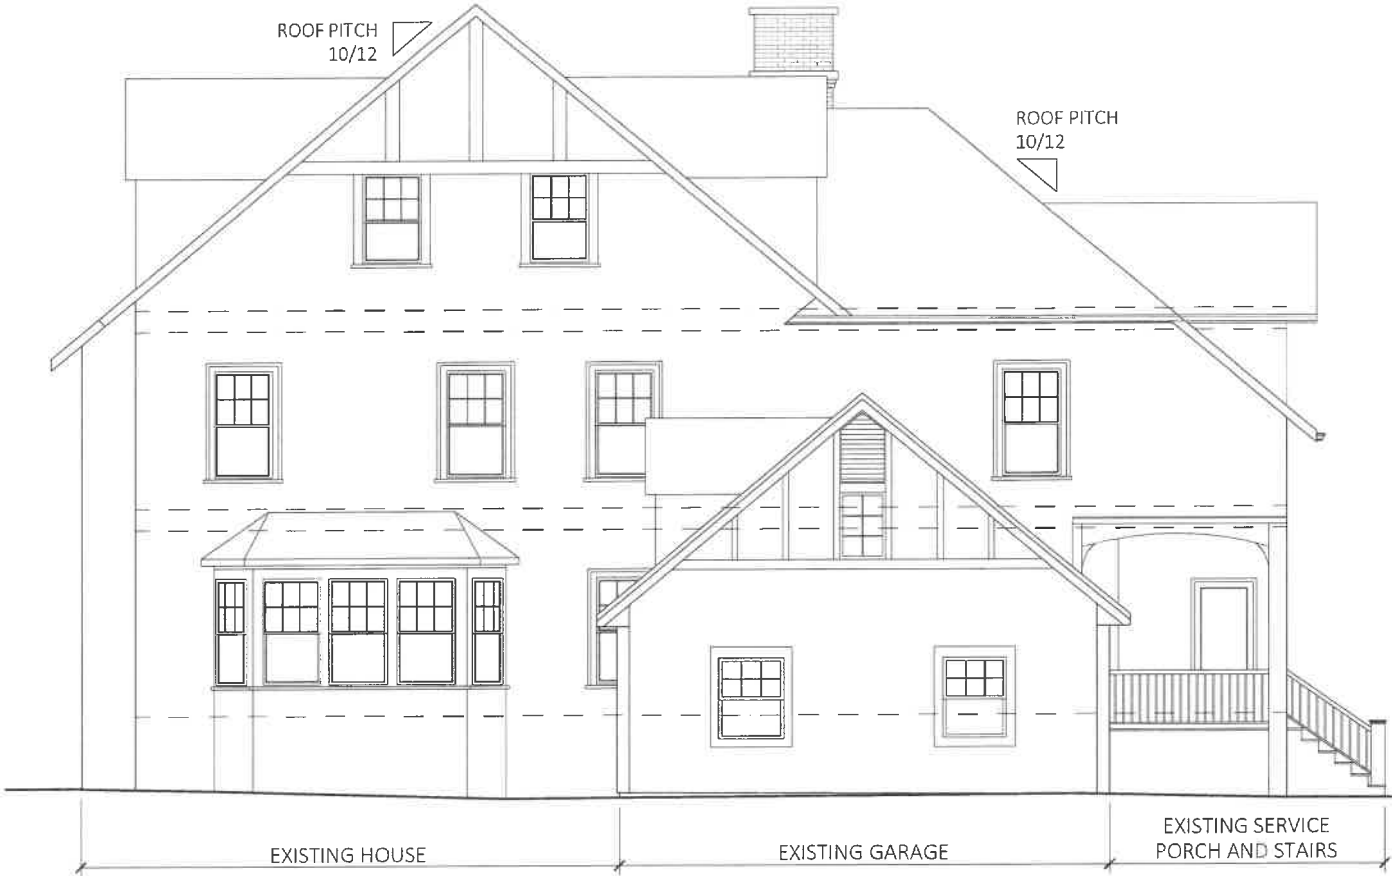 ROOF PITCH
10/12
ROOF PITCH
10/12
EXISTING HOUSE
EXISTING GARAGE
EXISTING SERVICE
PORCH AND STAIRS